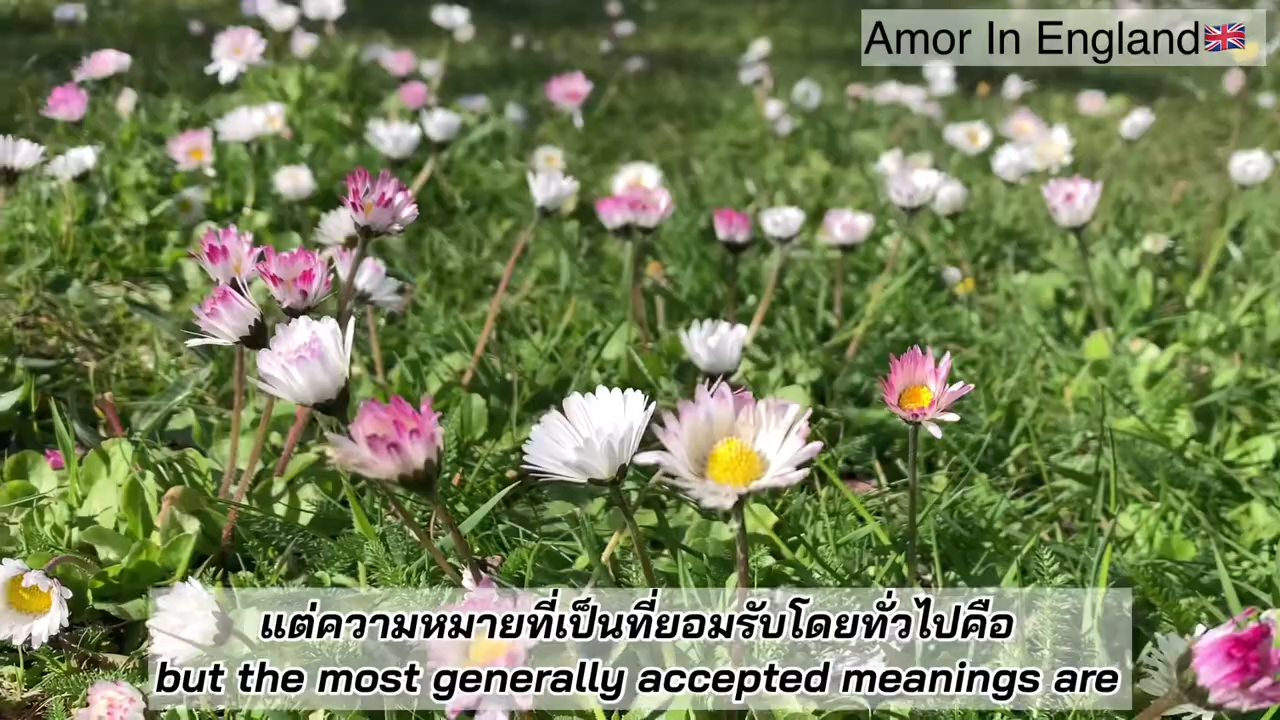 Amor In England🇬🇧
แต่ความหมายที่เป็นที่ยอมรับโดยทั่วไปคือ
but the most generally accepted meanings are